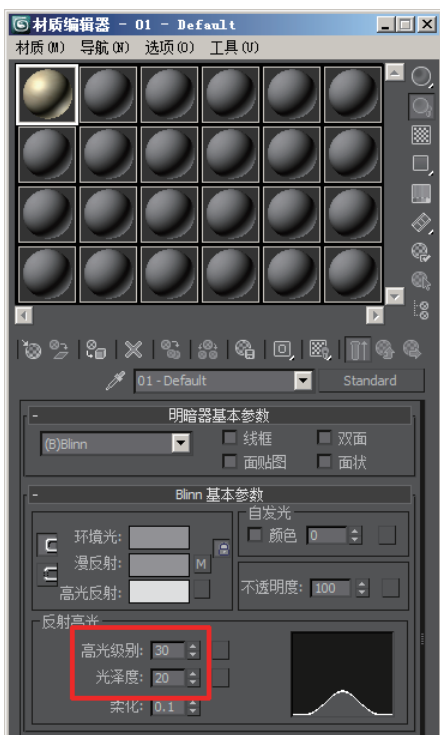 材质编辑器 - 01 - Default
材质(M) 导航(N) 选项(O) 工具(U)
01 - Default Standard
- 明暗器基本参数
(B)Blinn 线框 双面
面贴图 面状
- Blinn 基本参数
自发光
环境光: 颜色 0
漫反射: M
高光反射: 不透明度: 100
反射高光
高光级别: 30
光泽度: 20
柔化: 0.1